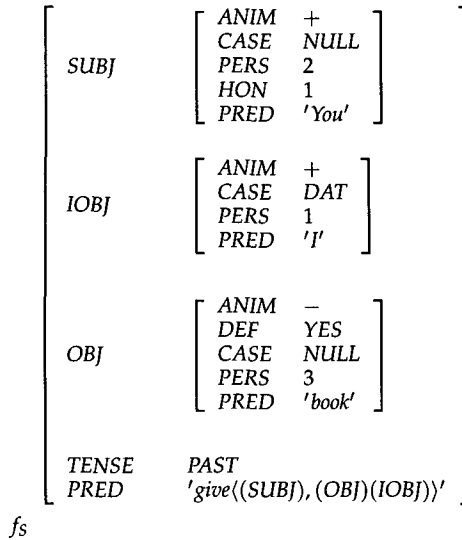 ANIM +
CASE NULL
SUBJ PERS 2
HON 1
PRED 'You'
ANIM +
CASE DAT
IOBJ PERS 1
PRED 'I'
ANIM −
DEF YES
OBJ CASE NULL
PERS 3
PRED 'book'
TENSE PAST
PRED 'give⟨(SUBJ), (OBJ)(IOBJ)⟩'
fs